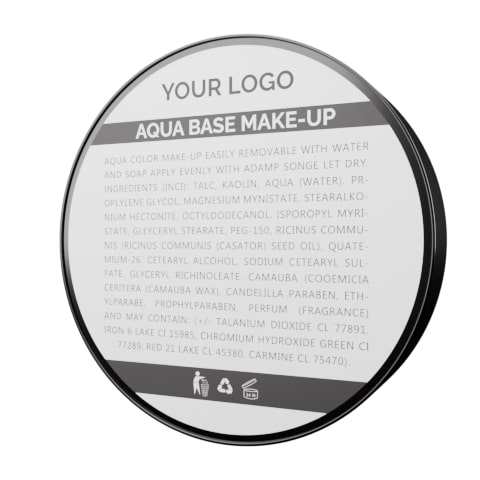 YOUR LOGO
AQUA BASE MAKE-UP
AQUA COLOR MAKE-UP EASILY REMOVABLE WITH WATER
AND SOAP APPLY EVENLY WITH ADAMP SONGE LET DRY.
INGREDIENTS (INCI): TALC, KAOLIN, AQUA (WATER). PR-
OPLYLENE GLYCOL, MAGNESIUM MYNISTATE, STEARALKO-
NIUM HECTONITE, OCTYLDODECANOL, ISPOROPYL MYRI-
STATE, GLEYCERYL STEARATE, PEG-150, RICINUS COMMU-
NIS (RICINUS COMMUNIS (CASATOR) SEED OIL), QUATE-
MIUM-26, CETEARYL ALCOHOL, SODIUM CETEARYL SUL-
FATE, GLYCERYL RICHINOLEATE, CAMAUBA (COOEMICIA
CERITERA (CAMAUBA WAX), CANDELILLA PARABEN, ETH-
YLPARABE, PROPHYLPARABEN, PERFUM (FRAGRANCE)
AND MAY CONTAIN. (+/- TALANIUM DIOXIDE CL 77891,
IRON 6 LAKE CI 15985, CHROMIUM HYDROXIDE GREEN CI
77289, RED 21 LAKE CL 45380, CARMINE CL 75470).
24 M